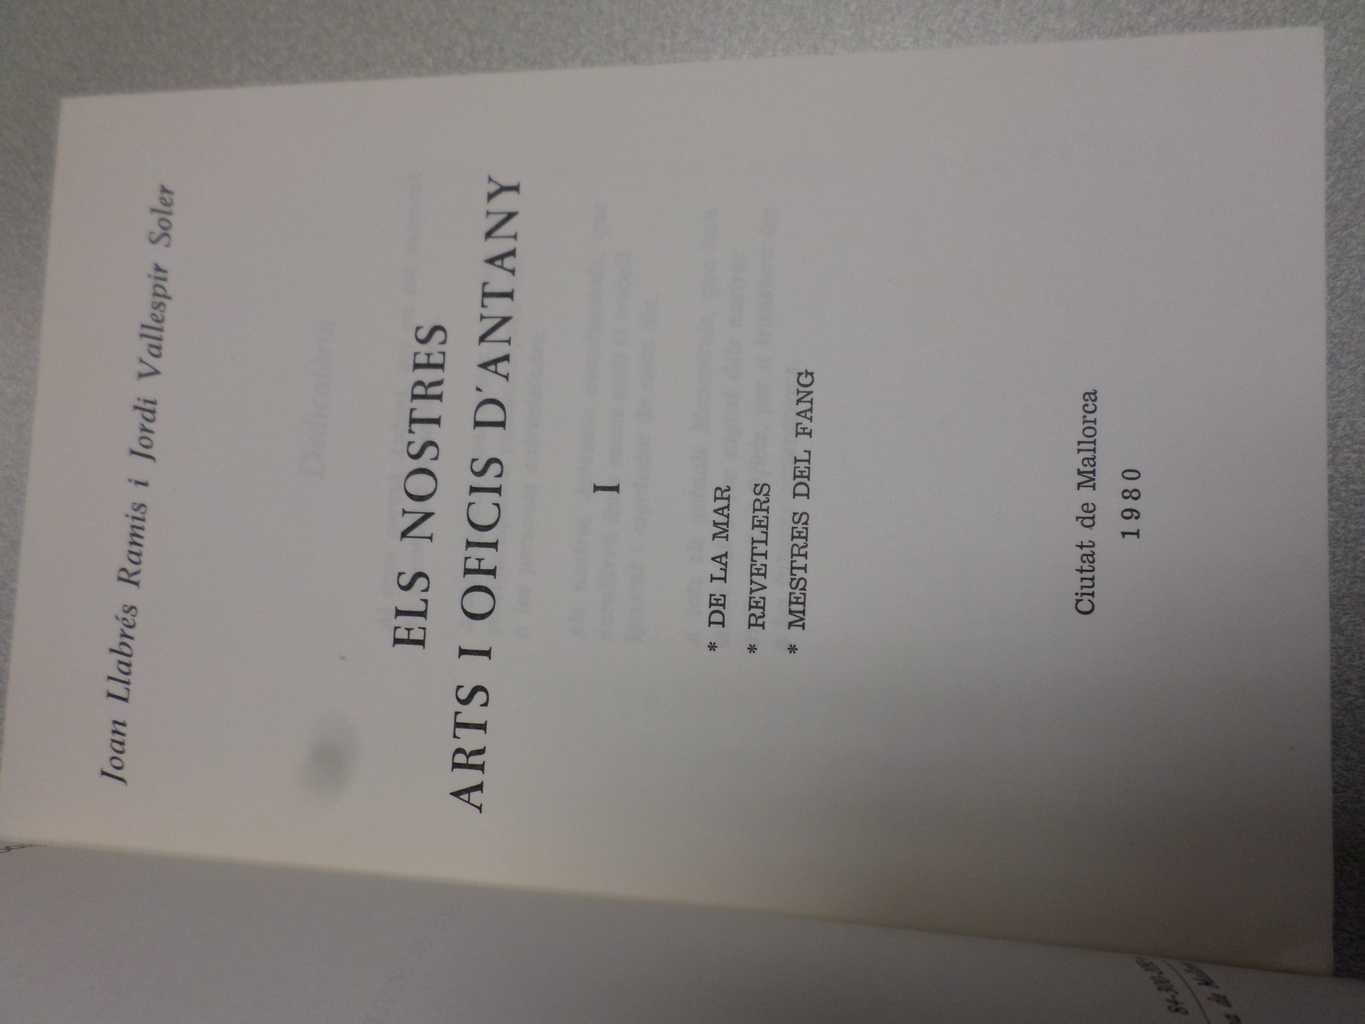 Joan Llabrés Ramis i Jordi Vallespir Soler
ELS NOSTRES
ARTS I OFICIS D'ANTANY
I
* DE LA MAR
* REVETLERS
* MESTRES DEL FANG
Ciutat de Mallorca
1980